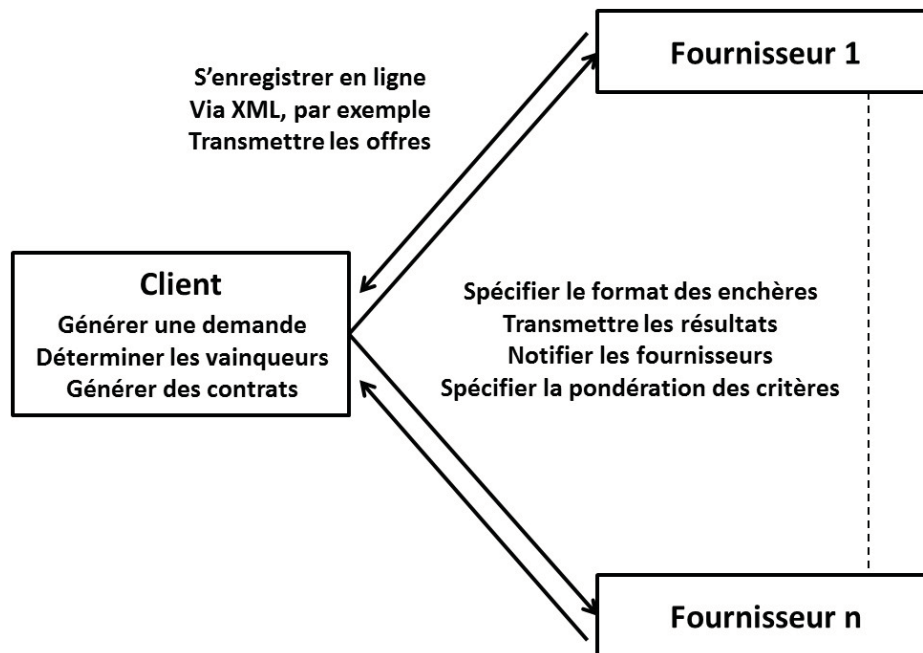 Fournisseur 1
S'enregistrer en ligne
Via XML, par exemple
Transmettre les offres
Client
Générer une demande
Déterminer les vainqueurs
Générer des contrats
Spécifier le format des enchères
Transmettre les résultats
Notifier les fournisseurs
Spécifier la pondération des critères
Fournisseur n